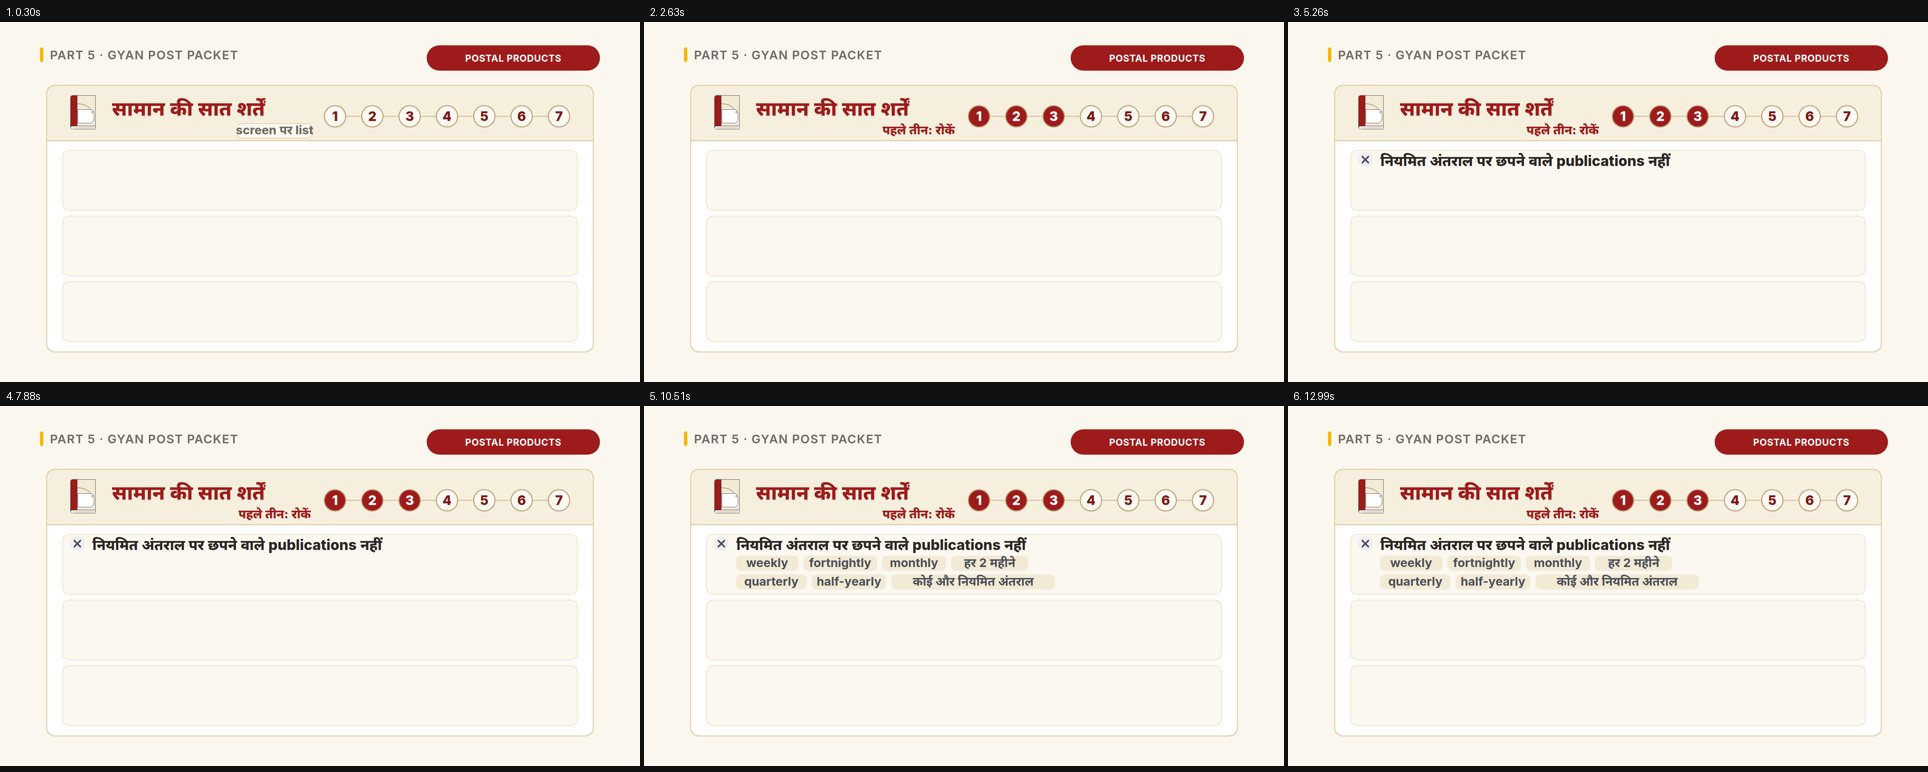 1. 0.30s
PART 5 · GYAN POST PACKET
POSTAL PRODUCTS
सामान की सात शर्तें
1 2 3 4 5 6 7
screen पर list
2. 2.63s
PART 5 · GYAN POST PACKET
POSTAL PRODUCTS
सामान की सात शर्तें
1 2 3 4 5 6 7
पहले तीन: रोकें
3. 5.26s
PART 5 · GYAN POST PACKET
POSTAL PRODUCTS
सामान की सात शर्तें
1 2 3 4 5 6 7
पहले तीन: रोकें
× नियमित अंतराल पर छपने वाले publications नहीं
4. 7.88s
PART 5 · GYAN POST PACKET
POSTAL PRODUCTS
सामान की सात शर्तें
1 2 3 4 5 6 7
पहले तीन: रोकें
× नियमित अंतराल पर छपने वाले publications नहीं
5. 10.51s
PART 5 · GYAN POST PACKET
POSTAL PRODUCTS
सामान की सात शर्तें
1 2 3 4 5 6 7
पहले तीन: रोकें
× नियमित अंतराल पर छपने वाले publications नहीं
weekly fortnightly monthly हर 2 महीने
quarterly half-yearly कोई और नियमित अंतराल
6. 12.99s
PART 5 · GYAN POST PACKET
POSTAL PRODUCTS
सामान की सात शर्तें
1 2 3 4 5 6 7
पहले तीन: रोकें
× नियमित अंतराल पर छपने वाले publications नहीं
weekly fortnightly monthly हर 2 महीने
quarterly half-yearly कोई और नियमित अंतराल